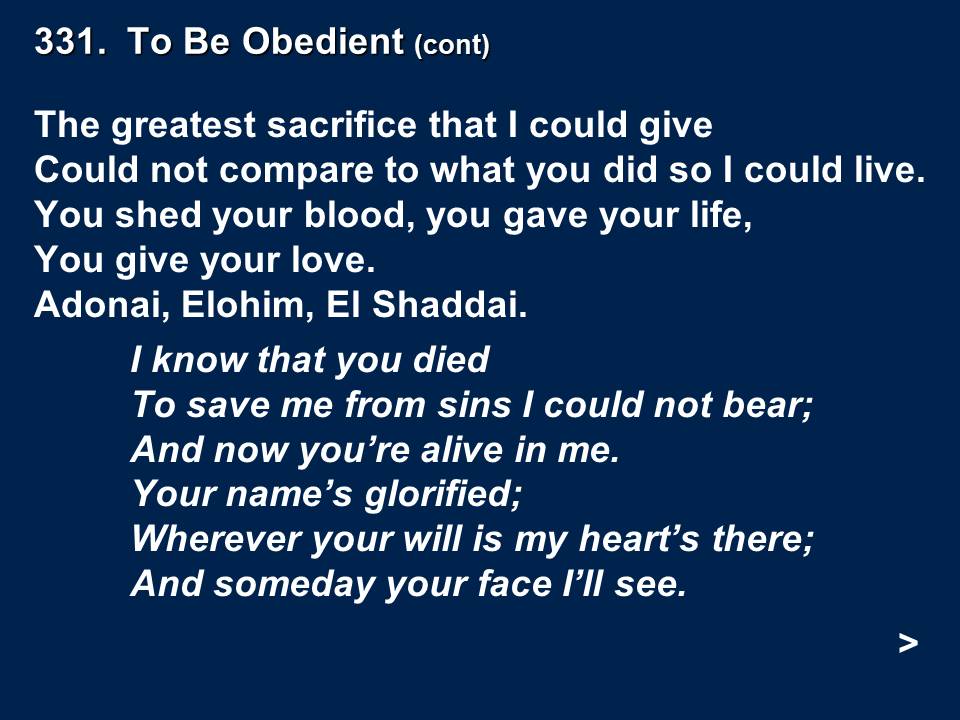 331.  To Be Obedient (cont)
The greatest sacrifice that I could give
Could not compare to what you did so I could live.
You shed your blood, you gave your life,
You give your love.
Adonai, Elohim, El Shaddai.
I know that you died
To save me from sins I could not bear;
And now you’re alive in me.
Your name’s glorified;
Wherever your will is my heart’s there;
And someday your face I’ll see.
>